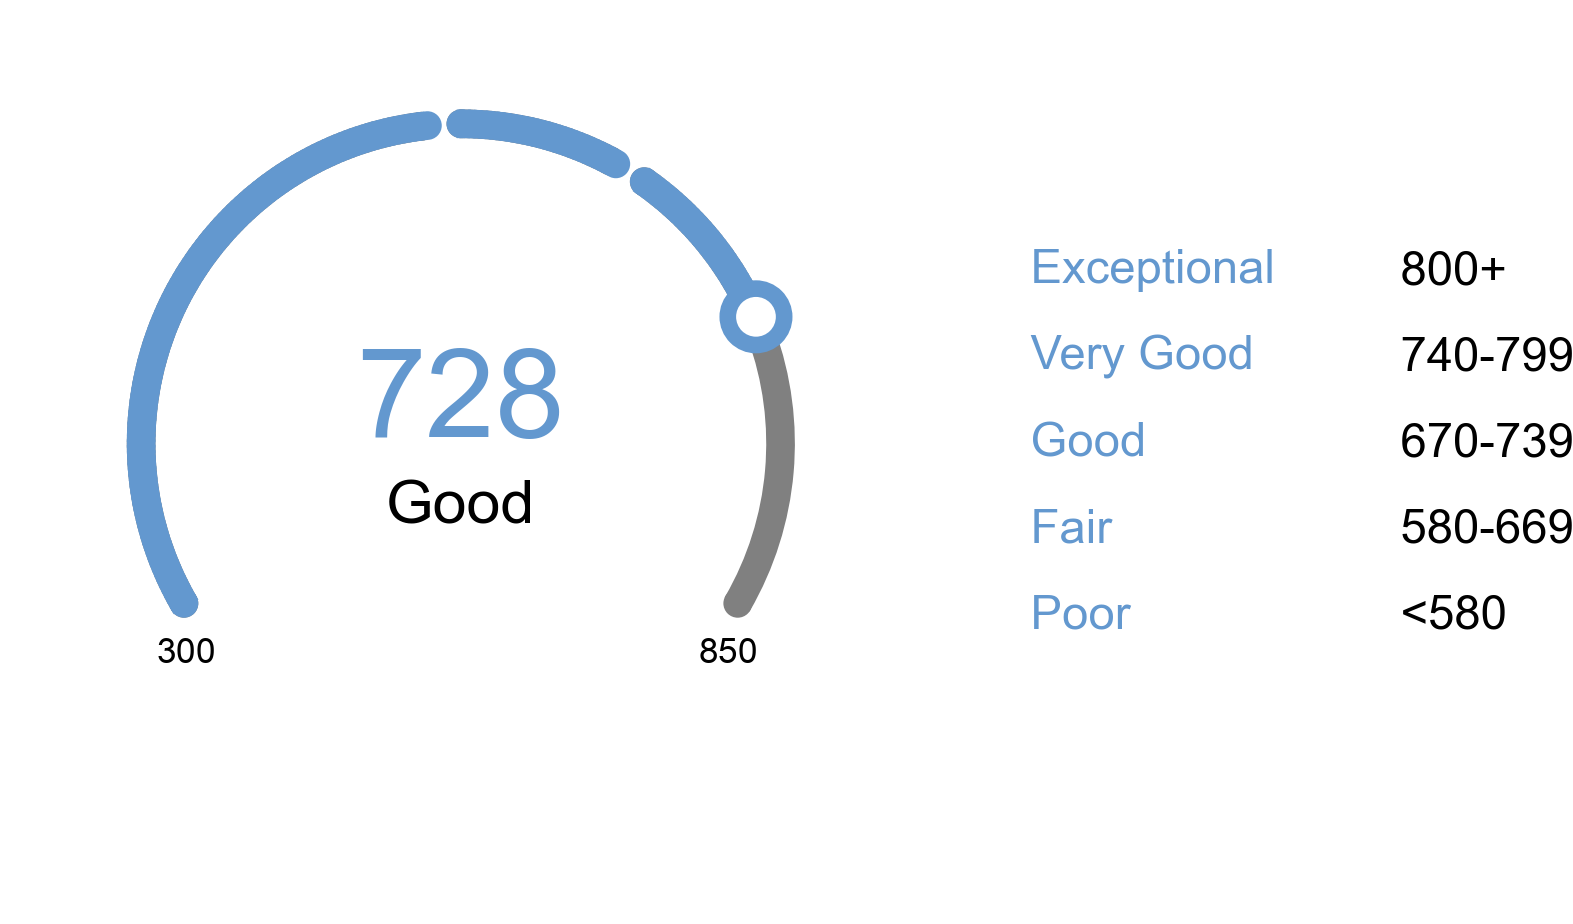 728
Good
300
850
Exceptional 800+
Very Good 740-799
Good 670-739
Fair 580-669
Poor <580